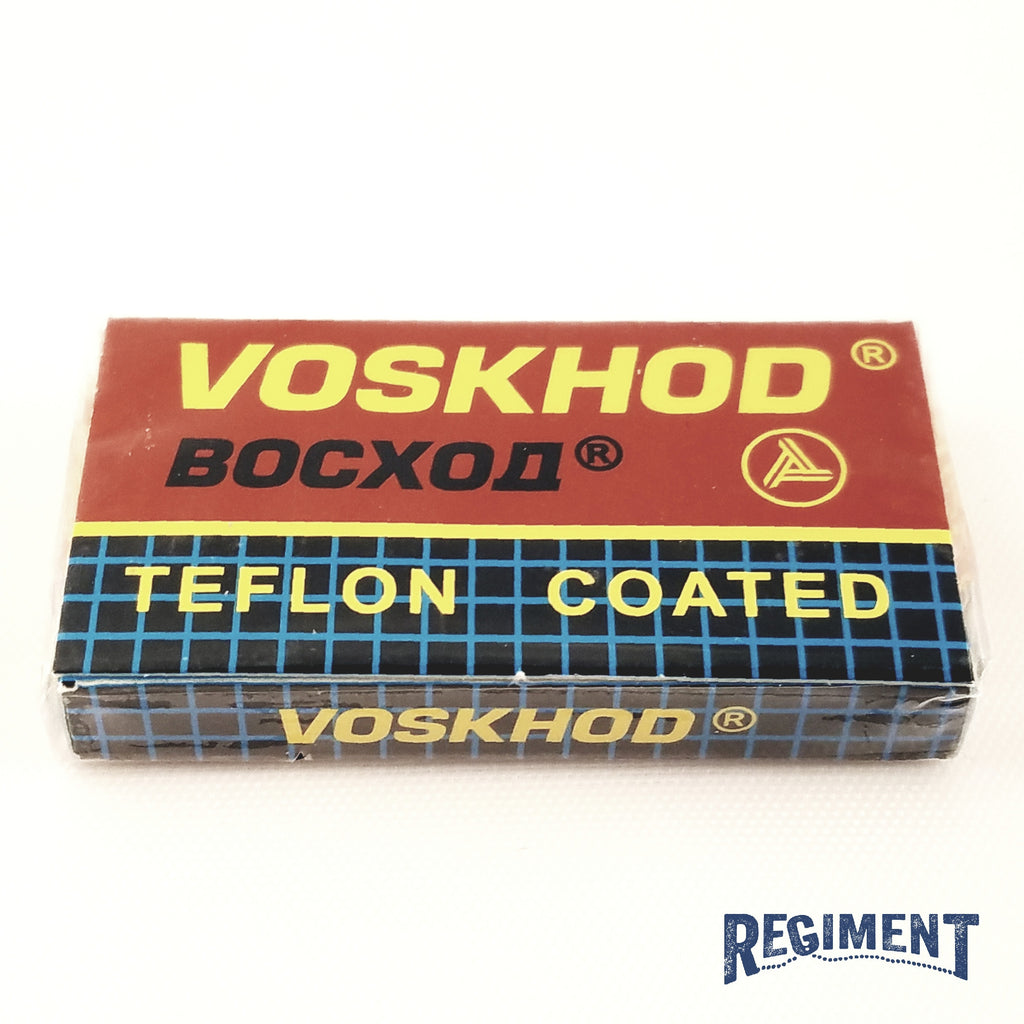 VOSKHOD®
ВОСХОД®
TEFLON COATED
VOSKHOD®
REGIMENT